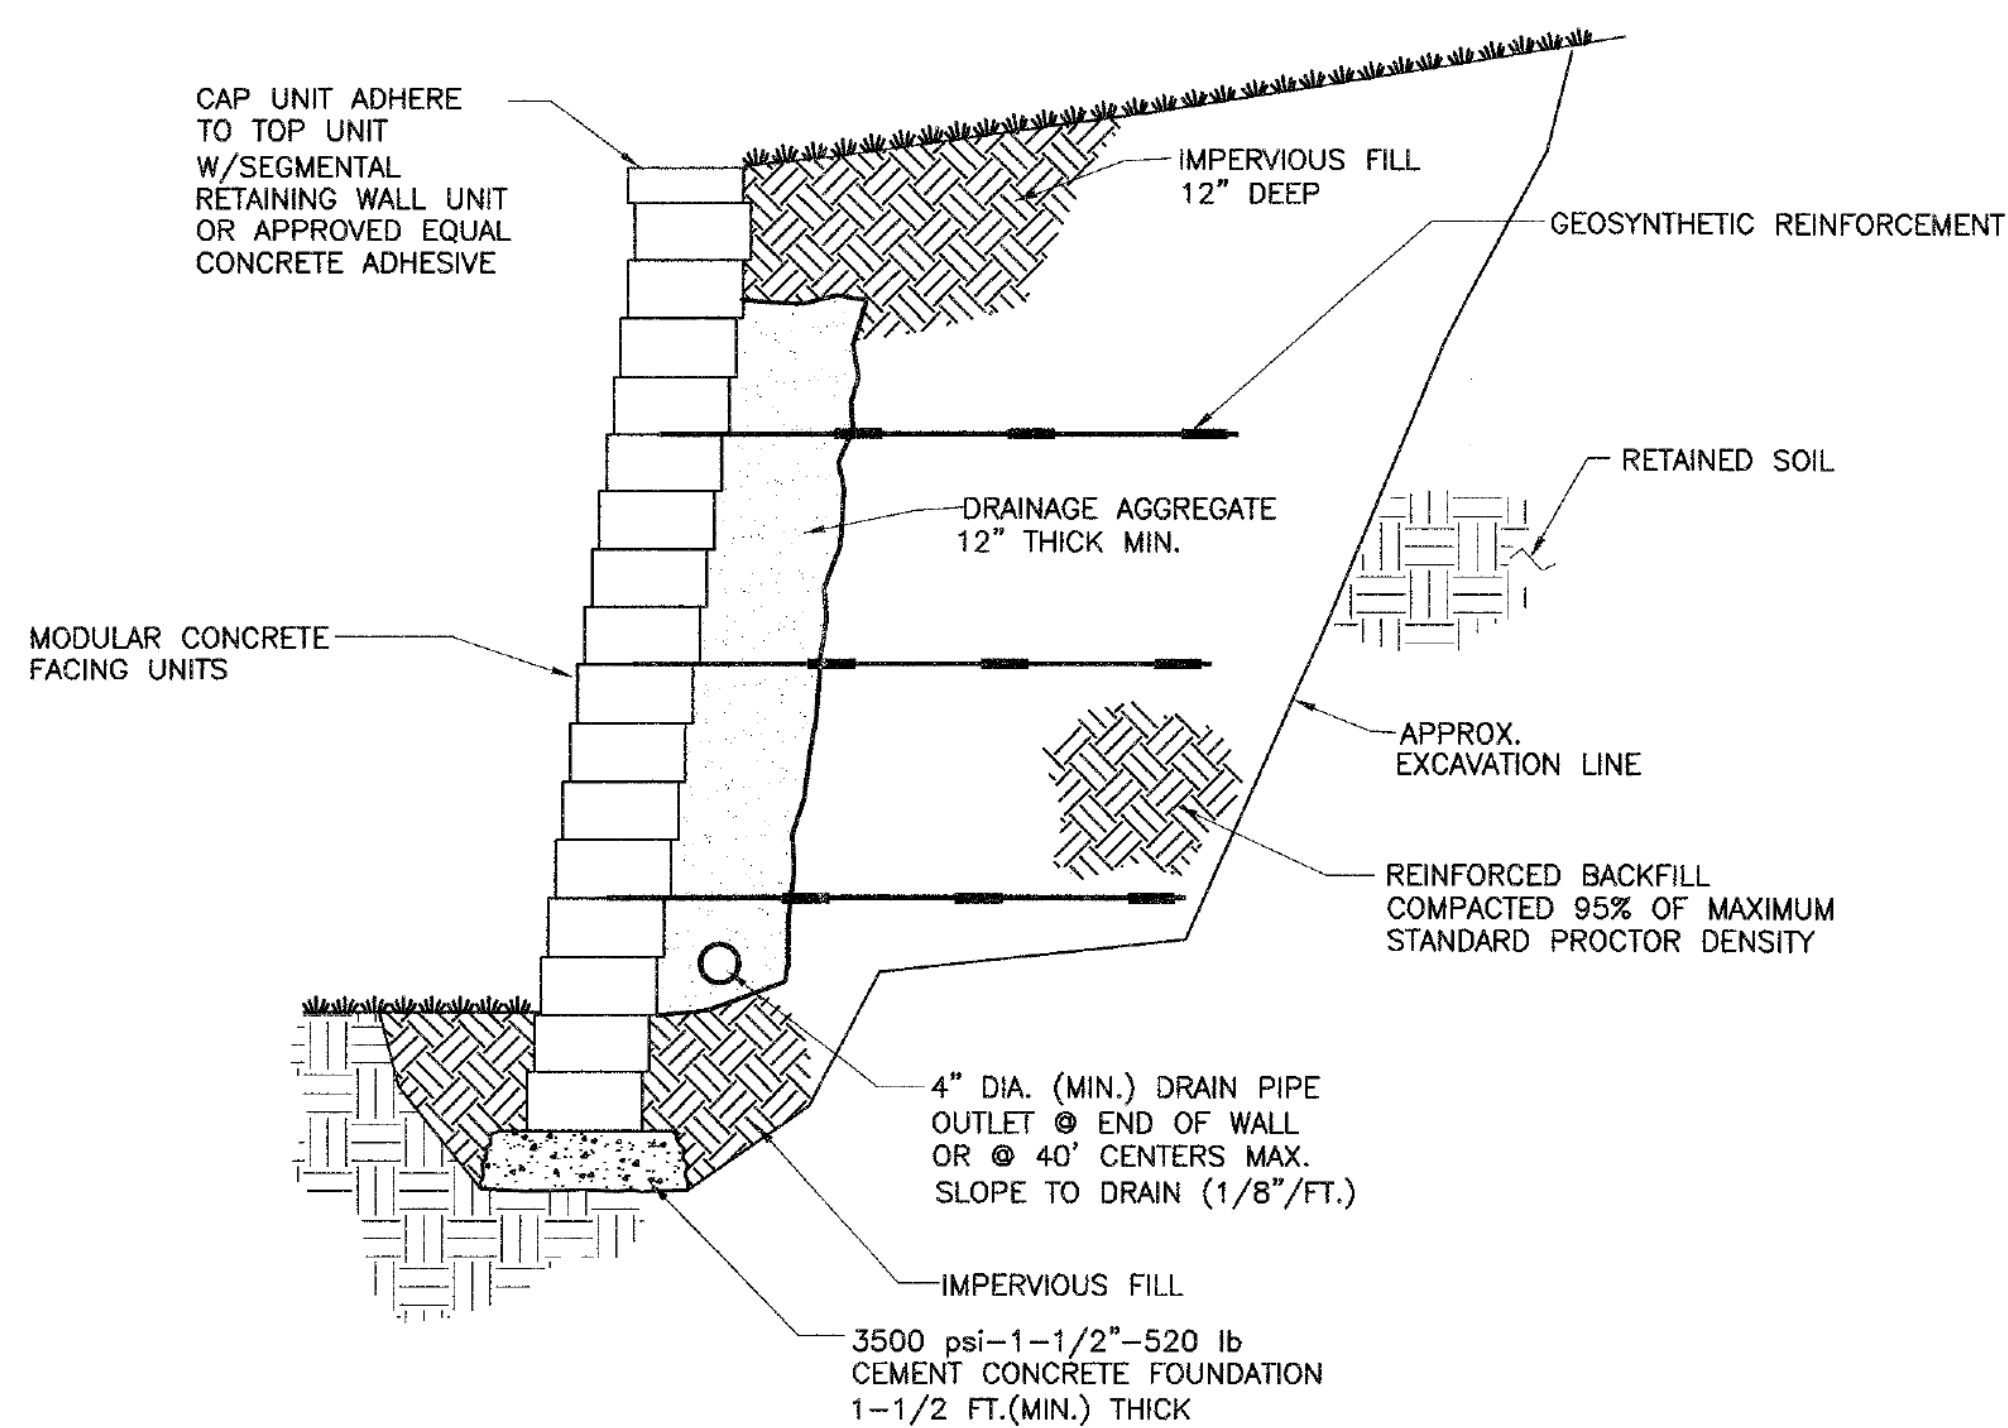 CAP UNIT ADHERE
TO TOP UNIT
W/SEGMENTAL
RETAINING WALL UNIT
OR APPROVED EQUAL
CONCRETE ADHESIVE
IMPERVIOUS FILL
12" DEEP
GEOSYNTHETIC REINFORCEMENT
RETAINED SOIL
DRAINAGE AGGREGATE
12" THICK MIN.
MODULAR CONCRETE
FACING UNITS
APPROX.
EXCAVATION LINE
REINFORCED BACKFILL
COMPACTED 95% OF MAXIMUM
STANDARD PROCTOR DENSITY
4" DIA. (MIN.) DRAIN PIPE
OUTLET @ END OF WALL
OR @ 40' CENTERS MAX.
SLOPE TO DRAIN (1/8"/FT.)
IMPERVIOUS FILL
3500 psi-1-1/2"-520 lb
CEMENT CONCRETE FOUNDATION
1-1/2 FT.(MIN.) THICK